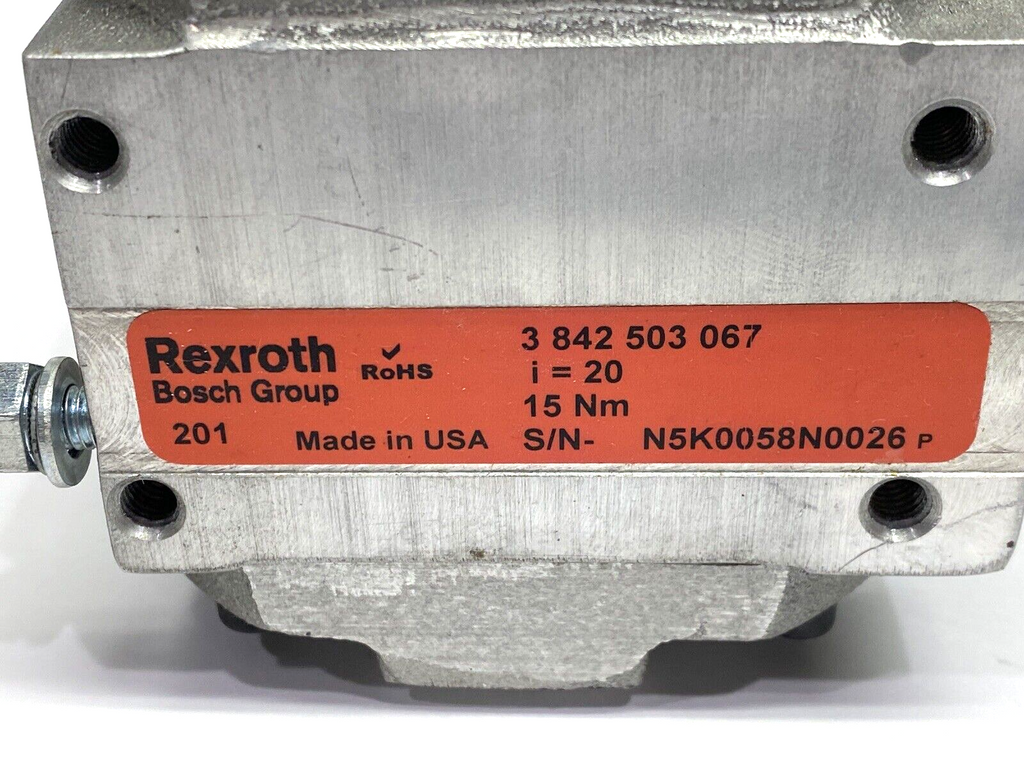 Rexroth
Bosch Group
RoHS
201
Made in USA
3 842 503 067
i = 20
15 Nm
S/N- N5K0058N0026 P